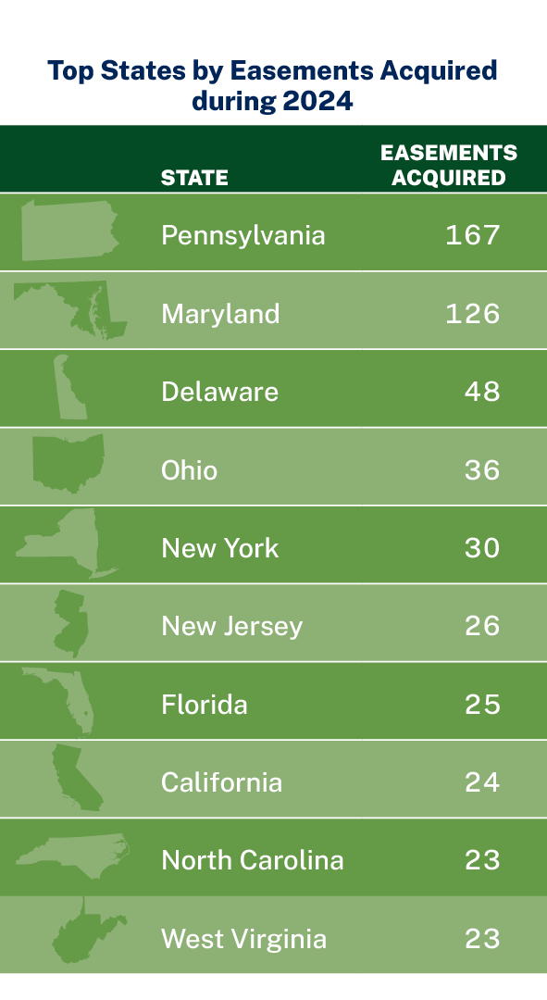 Top States by Easements Acquired
during 2024
STATE
EASEMENTS
ACQUIRED
Pennsylvania 167
Maryland 126
Delaware 48
Ohio 36
New York 30
New Jersey 26
Florida 25
California 24
North Carolina 23
West Virginia 23